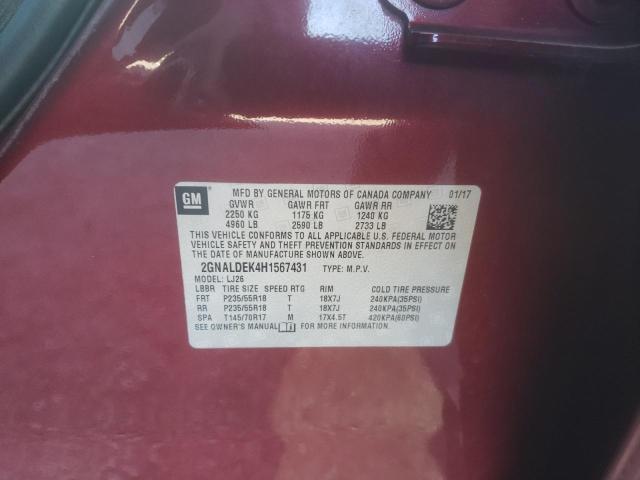 GM
MFD BY GENERAL MOTORS OF CANADA COMPANY 01/17
GVWR GAWR FRT GAWR RR
2250 KG 1175 KG 1240 KG
4960 LB 2590 LB 2733 LB
THIS VEHICLE CONFORMS TO ALL APPLICABLE U.S. FEDERAL MOTOR
VEHICLE SAFETY AND THEFT PREVENTION STANDARDS IN EFFECT ON
THE DATE OF MANUFACTURE SHOWN ABOVE.
2GNALDEK4H1567431 TYPE: M.P.V.
MODEL: LJ26
LBBR TIRE SIZE SPEED RTG RIM COLD TIRE PRESSURE
FRT P235/55R18 T 18X7J 240KPA(35PSI)
RR P235/55R18 T 18X7J 240KPA(35PSI)
SPA T145/70R17 M 17X4.5T 420KPA(60PSI)
SEE OWNER'S MANUAL FOR MORE INFORMATION.